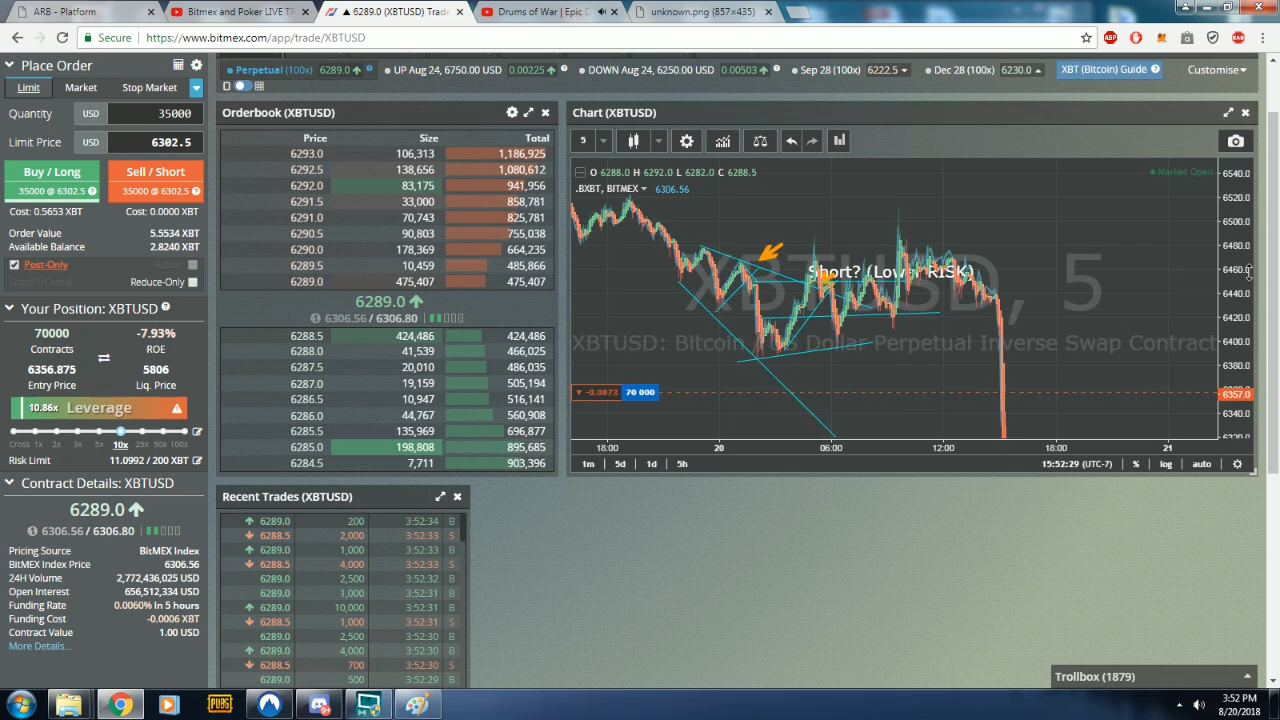 ARB - Platform
Bitmex and Poker LIVE T
▲ 6289.0 (XBTUSD) Trade
Drums of War | Epic
unknown.png (857×435)
Secure https://www.bitmex.com/app/trade/XBTUSD
Perpetual (100x) 6289.0 UP Aug 24, 6750.00 USD 0.00225 DOWN Aug 24, 6250.00 USD 0.00503 Sep 28 (100x) 6222.5 Dec 28 (100x) 6230.0 XBT (Bitcoin) Guide Customise
Place Order
Limit Market Stop Market
Quantity USD 35000
Limit Price USD 6302.5
Buy / Long Sell / Short
35000 @ 6302.5 35000 @ 6302.5
Cost: 0.5653 XBT Cost: 0.0000 XBT
Order Value 5.5534 XBT
Available Balance 2.8240 XBT
Post-Only Hidden
GoodTillCancel Reduce-Only
Your Position: XBTUSD
70000 -7.93%
Contracts ROE
6356.875 5806
Entry Price Liq. Price
10.86x Leverage
Cross 1x 2x 3x 5x 10x 25x 50x 100x
Risk Limit 11.0992 / 200 XBT
Contract Details: XBTUSD
6289.0
6306.56 / 6306.80
Pricing Source BitMEX Index
BitMEX Index Price 6306.56
24H Volume 2,772,436,025 USD
Open Interest 656,512,334 USD
Funding Rate 0.0060% In 5 hours
Funding Cost -0.0006 XBT
Contract Value 1.00 USD
More Details...
Orderbook (XBTUSD)
Price Size Total
6293.0 106,313 1,186,925
6292.5 138,656 1,080,612
6292.0 83,175 941,956
6291.5 33,000 858,781
6291.0 70,743 825,781
6290.5 90,803 755,038
6290.0 178,369 664,235
6289.5 10,459 485,866
6289.0 475,407 475,407
6289.0
6306.56 / 6306.80
6288.5 424,486 424,486
6288.0 41,539 466,025
6287.5 20,010 486,035
6287.0 19,159 505,194
6286.5 10,947 516,141
6286.0 44,767 560,908
6285.5 135,969 696,877
6285.0 198,808 895,685
6284.5 7,711 903,396
Recent Trades (XBTUSD)
6289.0 200 3:52:34 B
6288.5 2,000 3:52:33 S
6289.0 1,000 3:52:33 B
6288.5 4,000 3:52:33 S
6289.0 2,500 3:52:32 B
6289.0 1,000 3:52:31 B
6289.0 10,000 3:52:31 B
6288.5 1,000 3:52:31 S
6289.0 2,500 3:52:30 B
6289.0 4,000 3:52:30 B
6288.5 700 3:52:30 S
6289.0 500 3:52:29 B
Chart (XBTUSD)
5
O 6288.0 H 6292.0 L 6282.0 C 6288.5
.BXBT, BITMEX 6306.56
Market Open
XBTUSD, 5
Short? (Lower RISK)
XBTUSD: Bitcoin / US Dollar Perpetual Inverse Swap Contract
-0.0873 70 000
6540.0
6520.0
6500.0
6480.0
6460.0
6440.0
6420.0
6400.0
6380.0
6357.0
6340.0
6320.0
18:00 20 06:00 12:00 18:00 21
1m 5d 1d 5h 15:52:29 (UTC-7) % log auto
Trollbox (1879)
PUBG
3:52 PM
8/20/2018